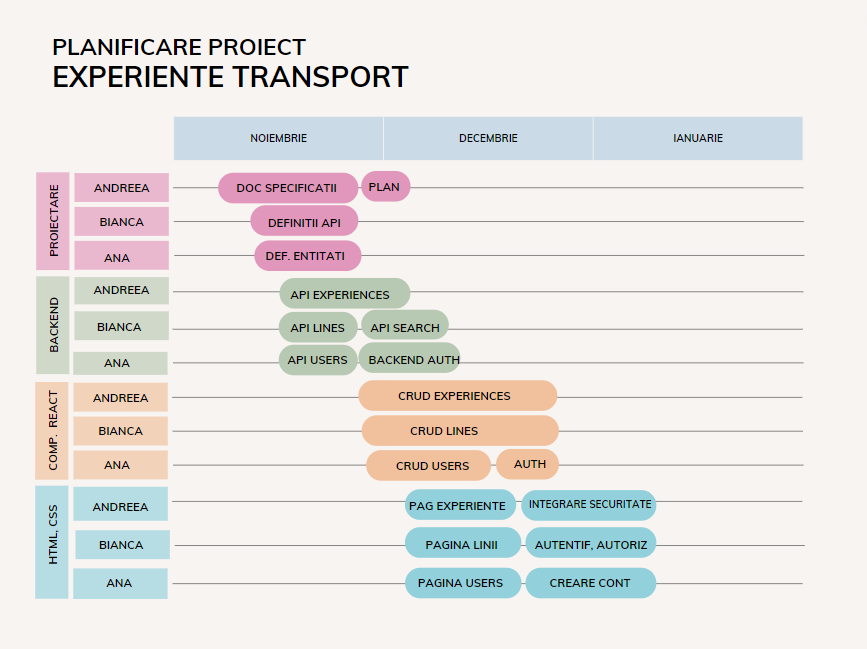 PLANIFICARE PROIECT
EXPERIENTE TRANSPORT
NOIEMBRIE DECEMBRIE IANUARIE
PROIECTARE
ANDREEA DOC SPECIFICATII PLAN
BIANCA DEFINITII API
ANA DEF. ENTITATI
BACKEND
ANDREEA API EXPERIENCES
BIANCA API LINES API SEARCH
ANA API USERS BACKEND AUTH
COMP. REACT
ANDREEA CRUD EXPERIENCES
BIANCA CRUD LINES
ANA CRUD USERS AUTH
HTML, CSS
ANDREEA PAG EXPERIENTE INTEGRARE SECURITATE
BIANCA PAGINA LINII AUTENTIF, AUTORIZ
ANA PAGINA USERS CREARE CONT